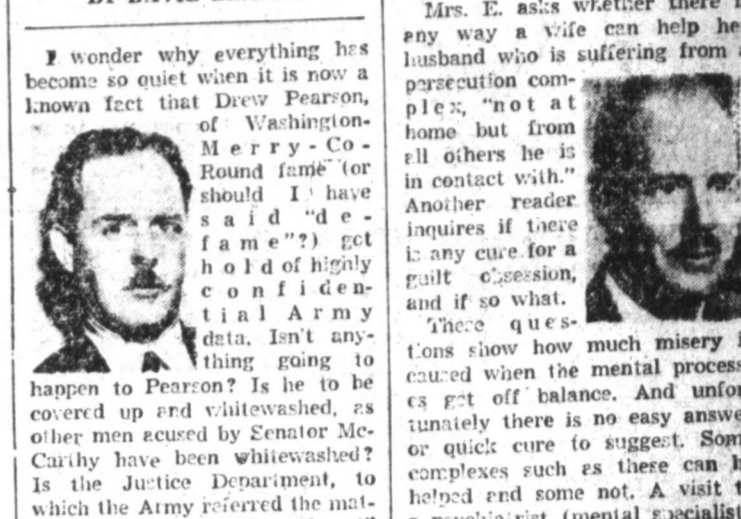 I wonder why everything has
become so quiet when it is now a
known fact that Drew Pearson,
of Washington-
Merry-Go-
Round fame (or
should I have
said "de-
fame"?) get
hold of highly
confiden-
tial Army
data. Isn't any-
thing going to
happen to Pearson? Is he to be
covered up and whitewashed, as
other men acused by Senator Mc-
Carthy have been whitewashed?
Is the Justice Department, to
which the Army referred the mat-
Mrs. E. asks whether there
any way a wife can help he
husband who is suffering from
persecution com-
plex, "not at
home but from
all others he is
in contact with."
Another reader
inquires if there
is any cure for a
guilt obsession,
and if so what.
These ques-
tions show how much misery
caused when the mental process
es get off balance. And unfor
tunately there is no easy answe
or quick cure to suggest. Som
complexes such as these can
helped and some not. A visit
psychiatrist (mental specialist